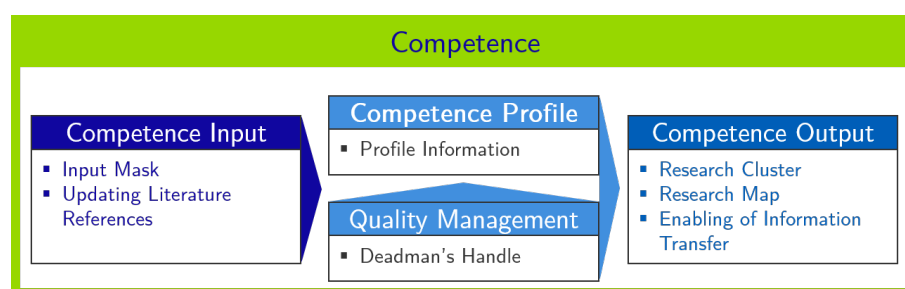 Competence
Competence Input
▪ Input Mask
▪ Updating Literature
References
Competence Profile
▪ Profile Information
Quality Management
▪ Deadman's Handle
Competence Output
▪ Research Cluster
▪ Research Map
▪ Enabling of Information
Transfer